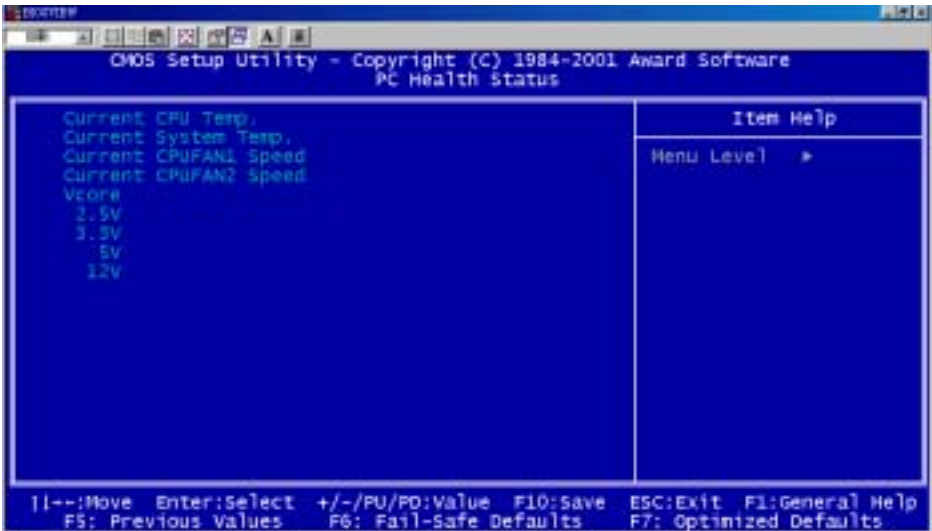 BIOSVIEW
A
CMOS Setup Utility - Copyright (C) 1984-2001 Award Software
PC Health Status
Current CPU Temp.
Current System Temp.
Current CPUFAN1 Speed
Current CPUFAN2 Speed
Vcore
2.5V
3.3V
5V
12V
Item Help
Menu Level ►
:Move Enter:Select +/-/PU/PD:Value F10:Save ESC:Exit F1:General Help
F5: Previous Values F6: Fail-Safe Defaults F7: Optimized Defaults